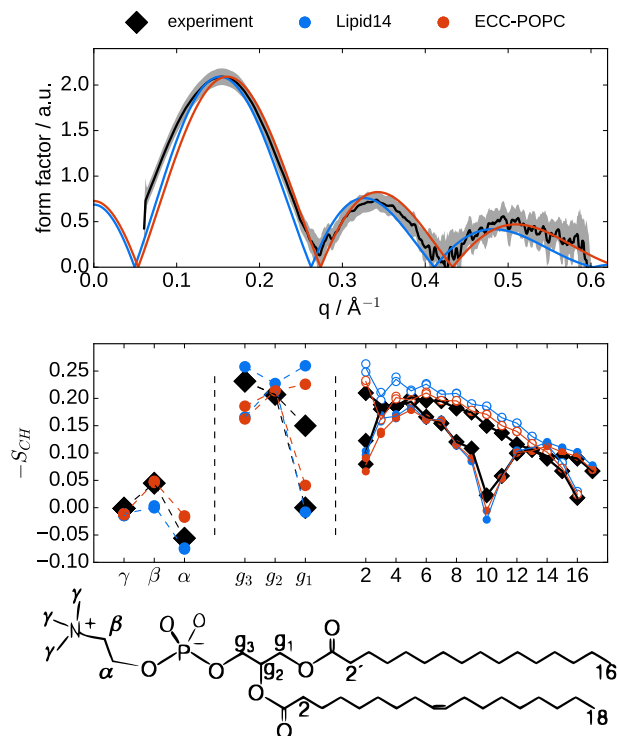 experiment Lipid14 ECC-POPC
form factor / a.u.
2.0
1.5
1.0
0.5
0.0
0.0 0.1 0.2 0.3 0.4 0.5 0.6
q / Å⁻¹
−S_CH
0.25
0.20
0.15
0.10
0.05
0.00
−0.05
−0.10
γ β α g₃ g₂ g₁ 2 4 6 8 10 12 14 16
γ
γ N + β O O
γ P − g₃ g₁ O
α O O O 2´ 16
g₂
O 2
O 18